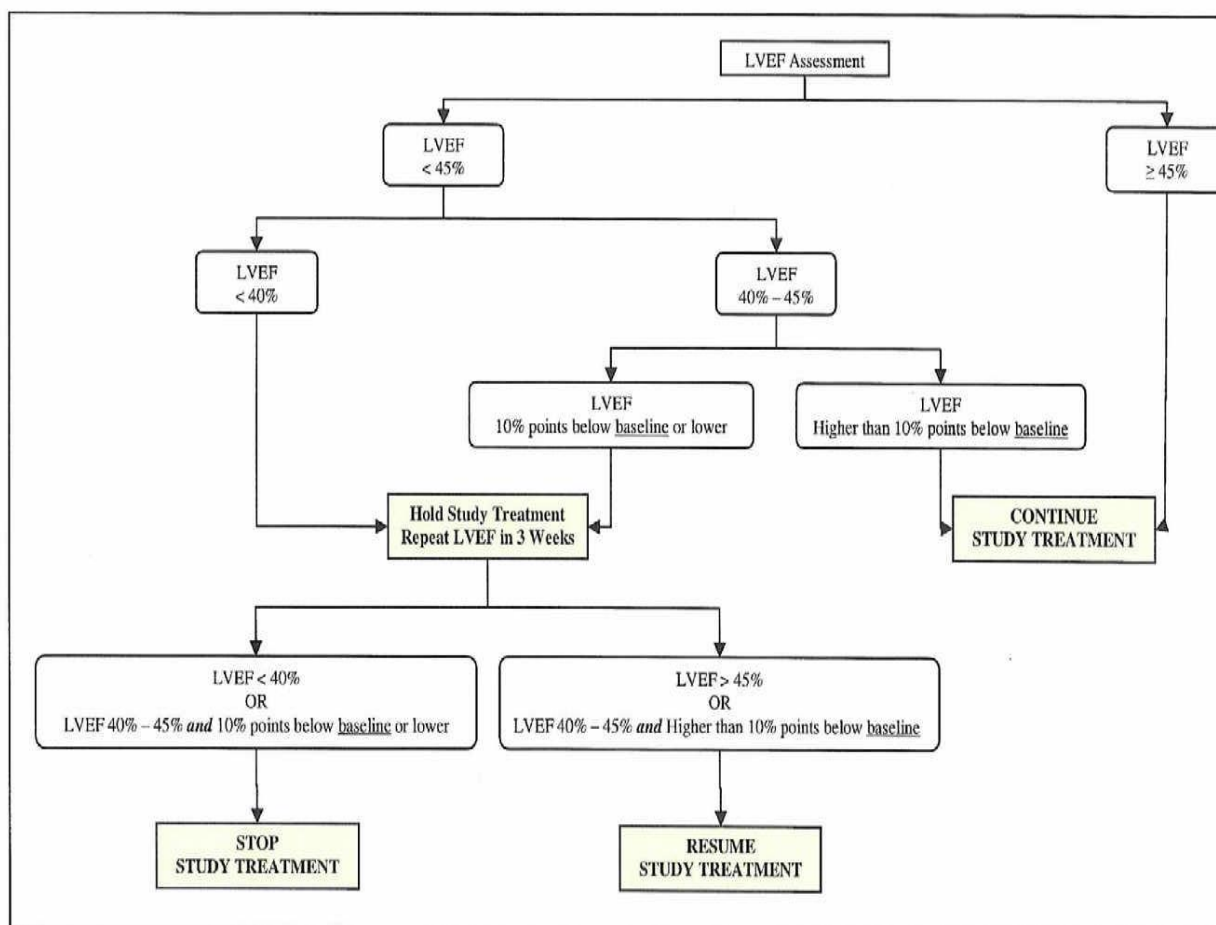 LVEF Assessment
LVEF
< 45%
LVEF
≥ 45%
LVEF
< 40%
LVEF
40% – 45%
LVEF
10% points below baseline or lower
LVEF
Higher than 10% points below baseline
Hold Study Treatment
Repeat LVEF in 3 Weeks
CONTINUE
STUDY TREATMENT
LVEF < 40%
OR
LVEF 40% – 45% and 10% points below baseline or lower
LVEF > 45%
OR
LVEF 40% – 45% and Higher than 10% points below baseline
STOP
STUDY TREATMENT
RESUME
STUDY TREATMENT